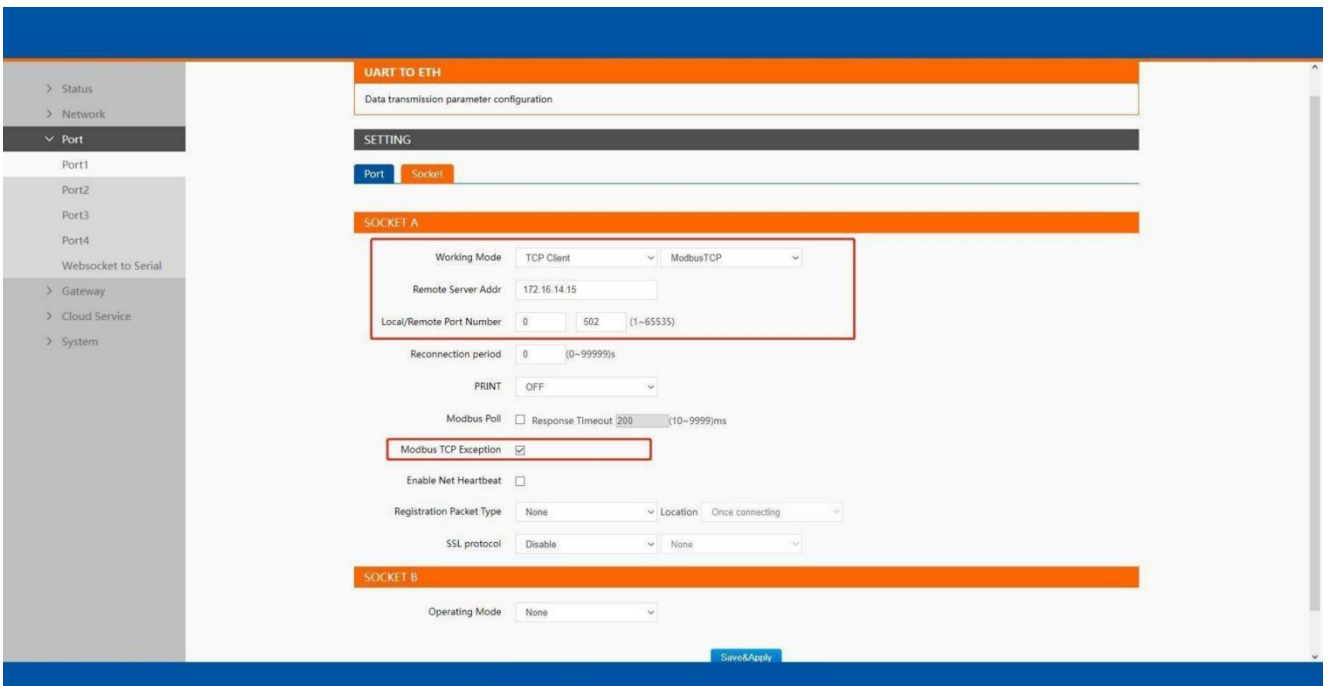 UART TO ETH
Data transmission parameter configuration
Status
Network
Port
Port1
Port2
Port3
Port4
Websocket to Serial
Gateway
Cloud Service
System
SETTING
Port Socket
SOCKET A
Working Mode TCP Client ModbusTCP
Remote Server Addr 172.16.14.15
Local/Remote Port Number 0 502 (1~65535)
Reconnection period 0 (0~99999)s
PRINT OFF
Modbus Poll Response Timeout 200 (10~9999)ms
Modbus TCP Exception
Enable Net Heartbeat
Registration Packet Type None Location Once connecting
SSL protocol Disable None
SOCKET B
Operating Mode None
Save&Apply